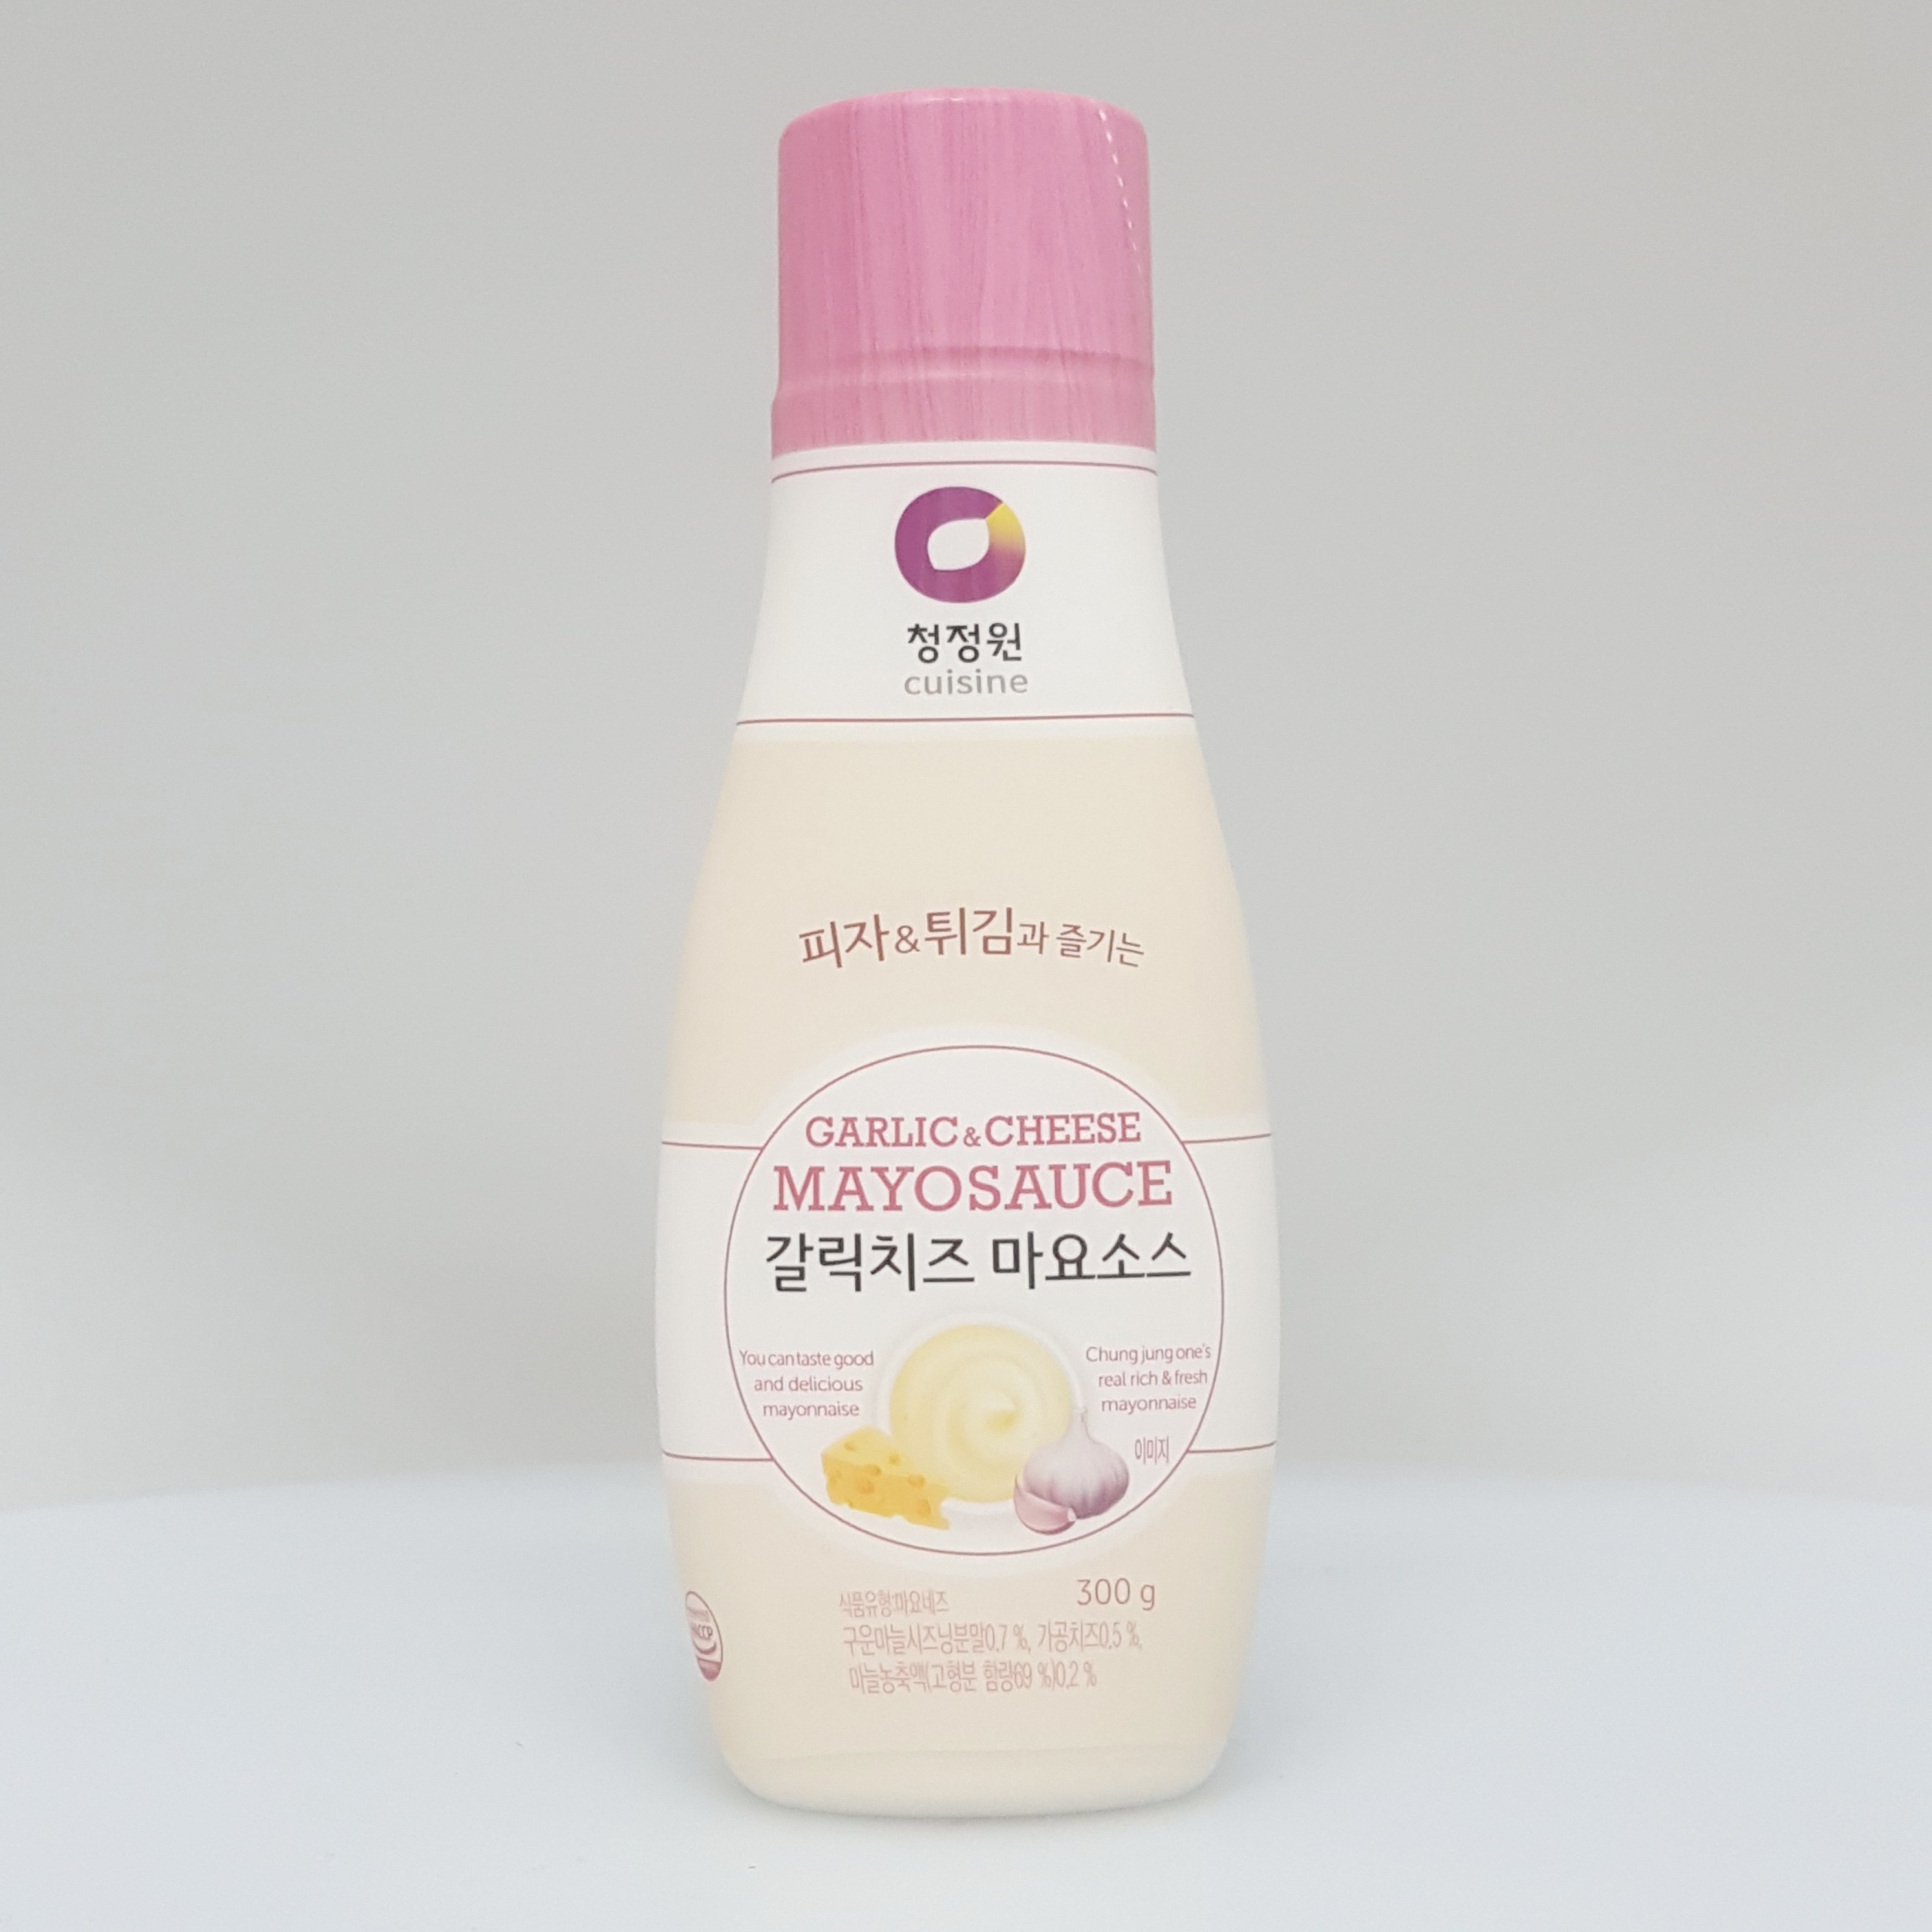 청정원
cuisine
피자&튀김과 즐기는
GARLIC & CHEESE
MAYOSAUCE
갈릭치즈 마요소스
You can taste good
and delicious
mayonnaise
Chung jung one's
real rich & fresh
mayonnaise
이미지
300 g
식품유형:마요네즈
구운마늘시즈닝분말0.7 %, 가공치즈0.5 %,
마늘농축액(고형분 함량69 %)0.2 %
HACCP